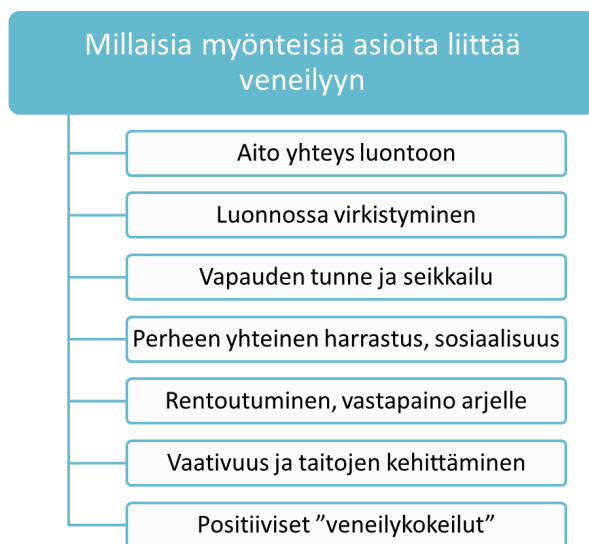 Millaisia myönteisiä asioita liittää
veneilyyn
Aito yhteys luontoon
Luonnossa virkistyminen
Vapauden tunne ja seikkailu
Perheen yhteinen harrastus, sosiaalisuus
Rentoutuminen, vastapaino arjelle
Vaativuus ja taitojen kehittäminen
Positiiviset ”veneilykokeilut”